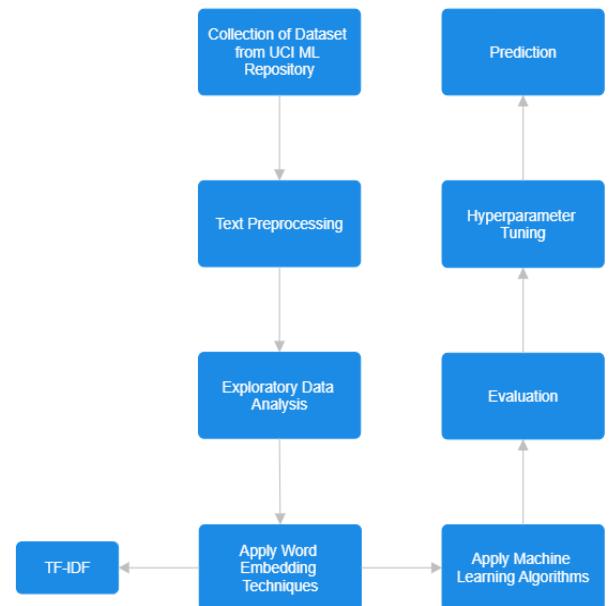 Collection of Dataset
from UCI ML
Repository
Text Preprocessing
Exploratory Data
Analysis
Apply Word
Embedding
Techniques
TF-IDF
Apply Machine
Learning Algorithms
Evaluation
Hyperparameter
Tuning
Prediction